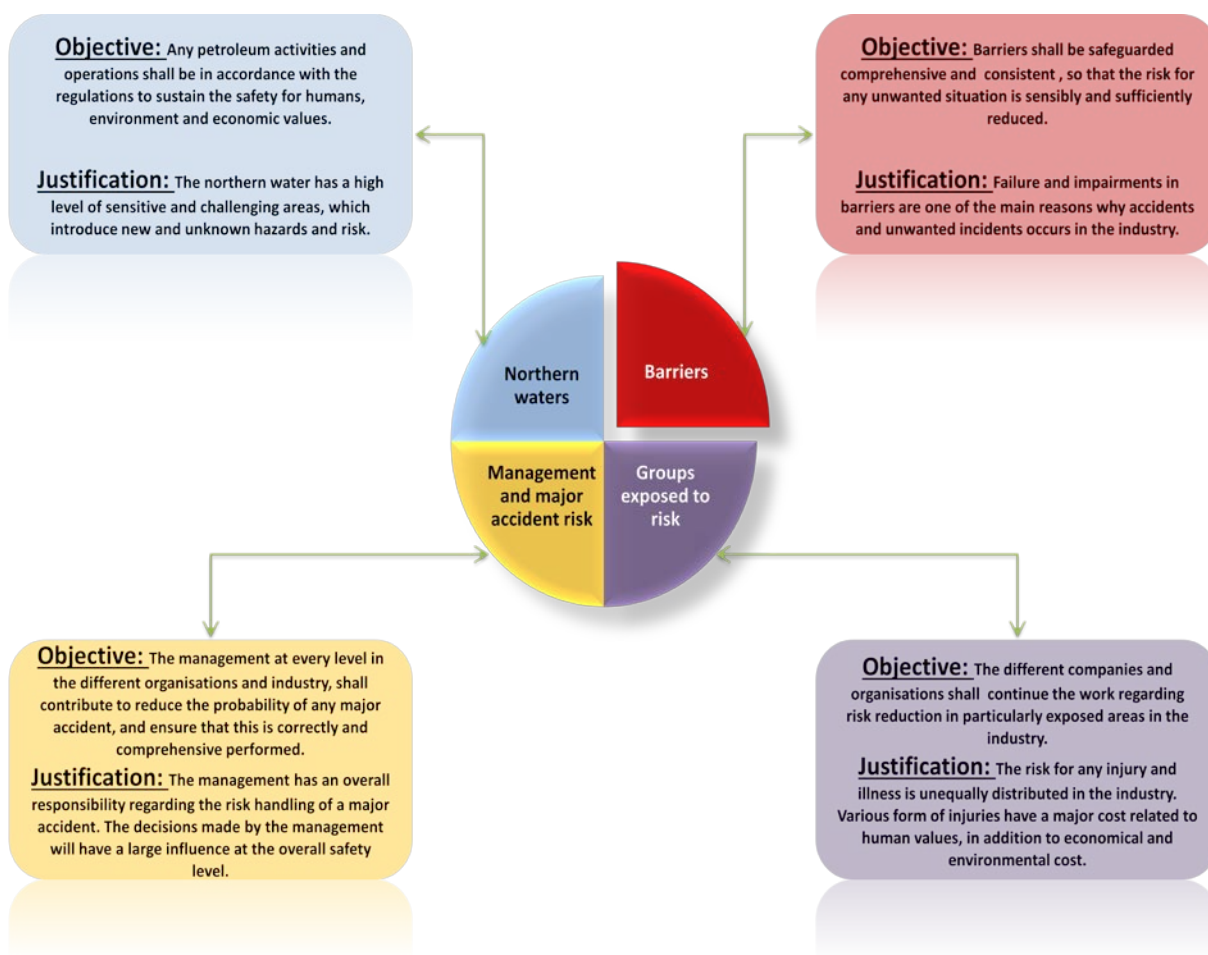 Objective: Any petroleum activities and
operations shall be in accordance with the
regulations to sustain the safety for humans,
environment and economic values.
Justification: The northern water has a high
level of sensitive and challenging areas, which
introduce new and unknown hazards and risk.
Objective: Barriers shall be safeguarded
comprehensive and consistent , so that the risk for
any unwanted situation is sensibly and sufficiently
reduced.
Justification: Failure and impairments in
barriers are one of the main reasons why accidents
and unwanted incidents occurs in the industry.
Northern
waters
Barriers
Management
and major
accident risk
Groups
exposed to
risk
Objective: The management at every level in
the different organisations and industry, shall
contribute to reduce the probability of any major
accident, and ensure that this is correctly and
comprehensive performed.
Justification: The management has an overall
responsibility regarding the risk handling of a major
accident. The decisions made by the management
will have a large influence at the overall safety
level.
Objective: The different companies and
organisations shall continue the work regarding
risk reduction in particularly exposed areas in the
industry.
Justification: The risk for any injury and
illness is unequally distributed in the industry.
Various form of injuries have a major cost related to
human values, in addition to economical and
environmental cost.